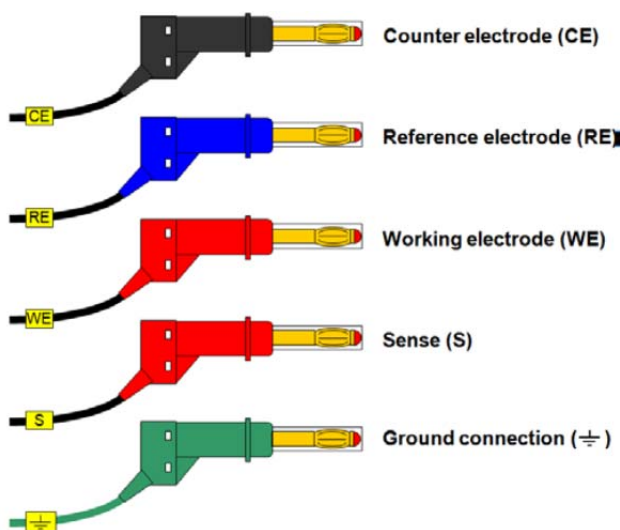 Counter electrode (CE)
CE
Reference electrode (RE)
RE
Working electrode (WE)
WE
Sense (S)
S
Ground connection (⏚)
⏚